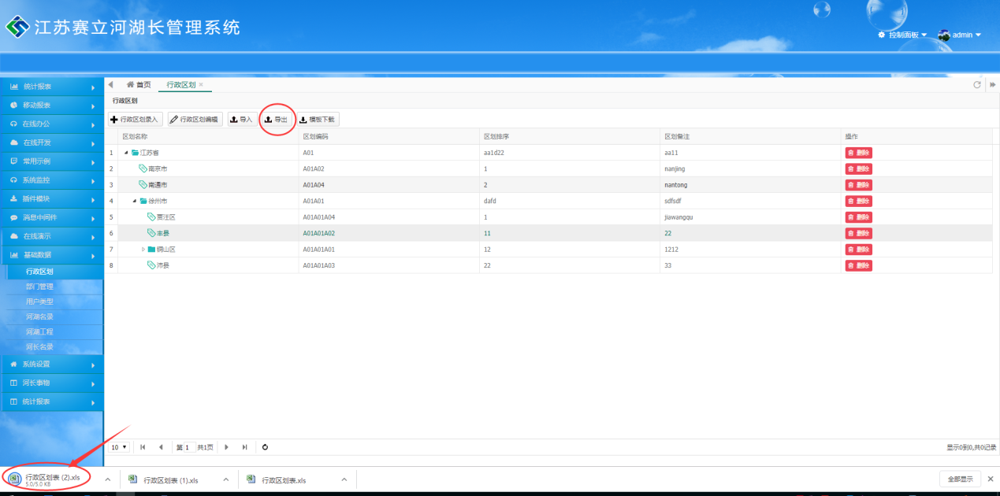 江苏赛立河湖长管理系统
控制面板 admin
统计报表
移动报表
在线办公
在线开发
常用示例
系统监控
插件模块
消息中间件
在线演示
基础数据
行政区划
部门管理
用户类型
河湖名录
河湖工程
河长名录
系统设置
河长事物
统计报表
首页 行政区划
行政区划
行政区划录入 行政区划编辑 导入 导出 模板下载
区划名称 区划编码 区划排序 区划备注 操作
1 江苏省 A01 aa1d22 aa11 删除
2 南京市 A01A02 1 nanjing 删除
3 南通市 A01A04 2 nantong 删除
4 徐州市 A01A01 dafd sdfsdf 删除
5 贾汪区 A01A01A04 1 jiawangqu 删除
6 丰县 A01A01A02 11 22 删除
7 铜山区 A01A01A01 12 1212 删除
8 沛县 A01A01A03 22 33 删除
10 第 1 共1页 显示0到0,共0记录
行政区划表 (2).xls
5.0/5.0 KB
行政区划表 (1).xls
行政区划表.xls
全部显示